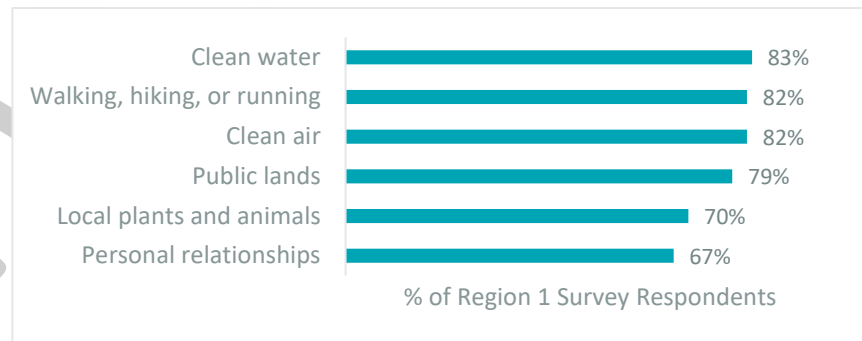 Clean water 83%
Walking, hiking, or running 82%
Clean air 82%
Public lands 79%
Local plants and animals 70%
Personal relationships 67%
% of Region 1 Survey Respondents